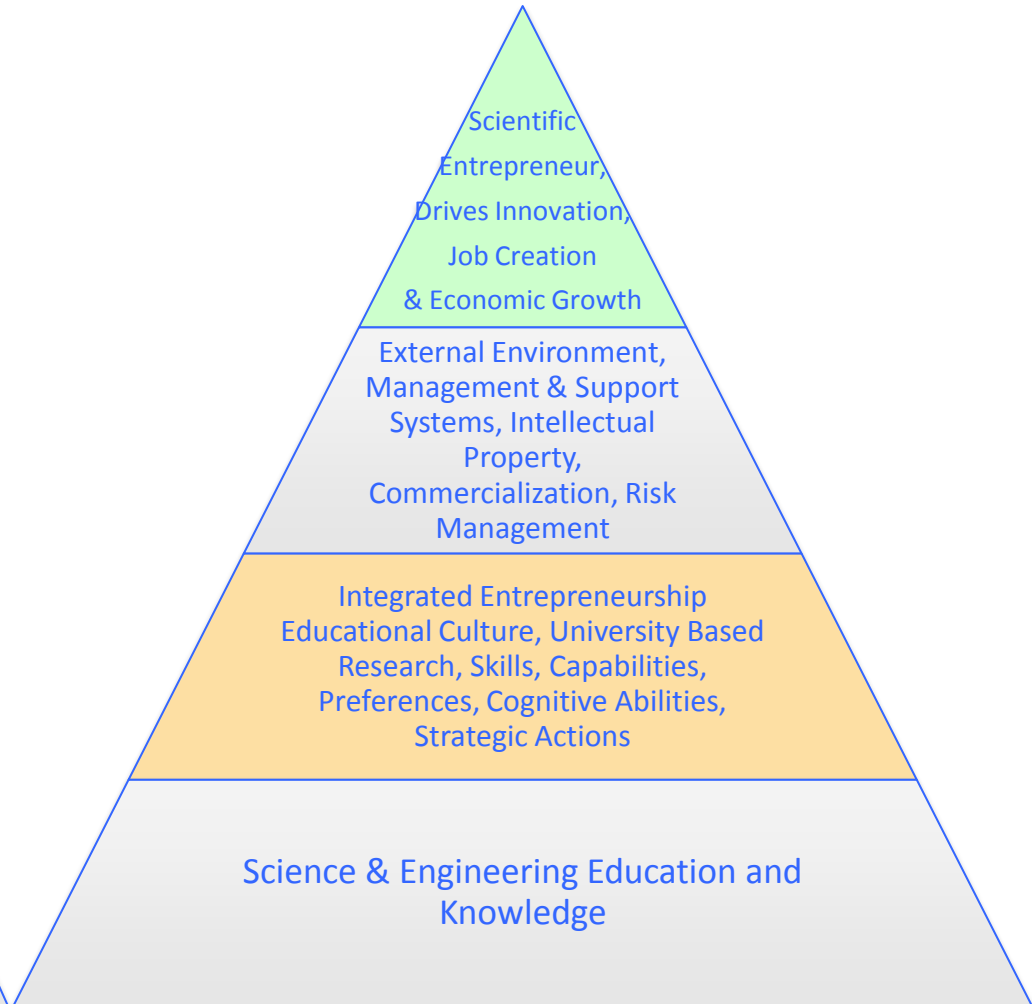 Scientific
Entrepreneur,
Drives Innovation,
Job Creation
& Economic Growth
External Environment,
Management & Support
Systems, Intellectual
Property,
Commercialization, Risk
Management
Integrated Entrepreneurship
Educational Culture, University Based
Research, Skills, Capabilities,
Preferences, Cognitive Abilities,
Strategic Actions
Science & Engineering Education and
Knowledge